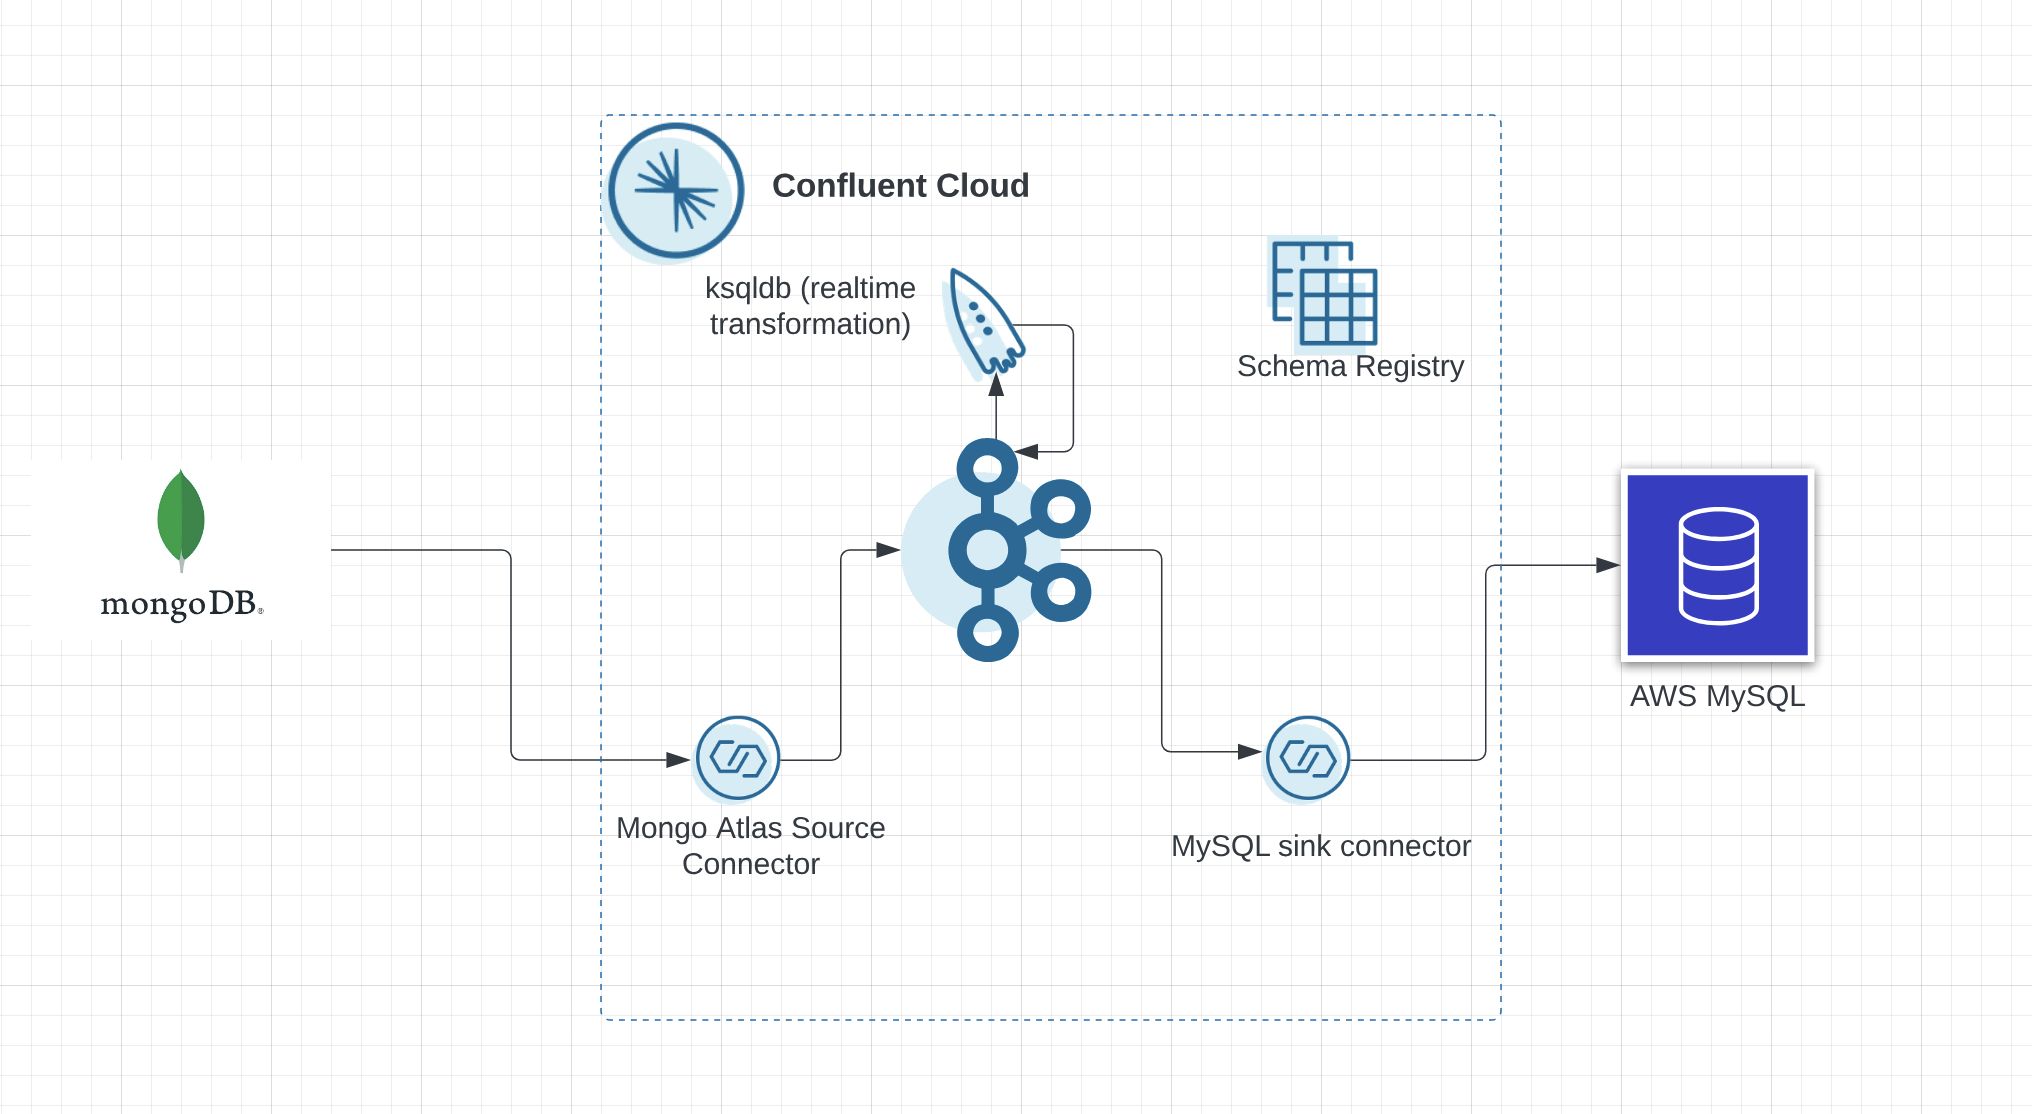 Confluent Cloud
ksqldb (realtime
transformation)
Schema Registry
mongoDB®
AWS MySQL
Mongo Atlas Source
Connector
MySQL sink connector